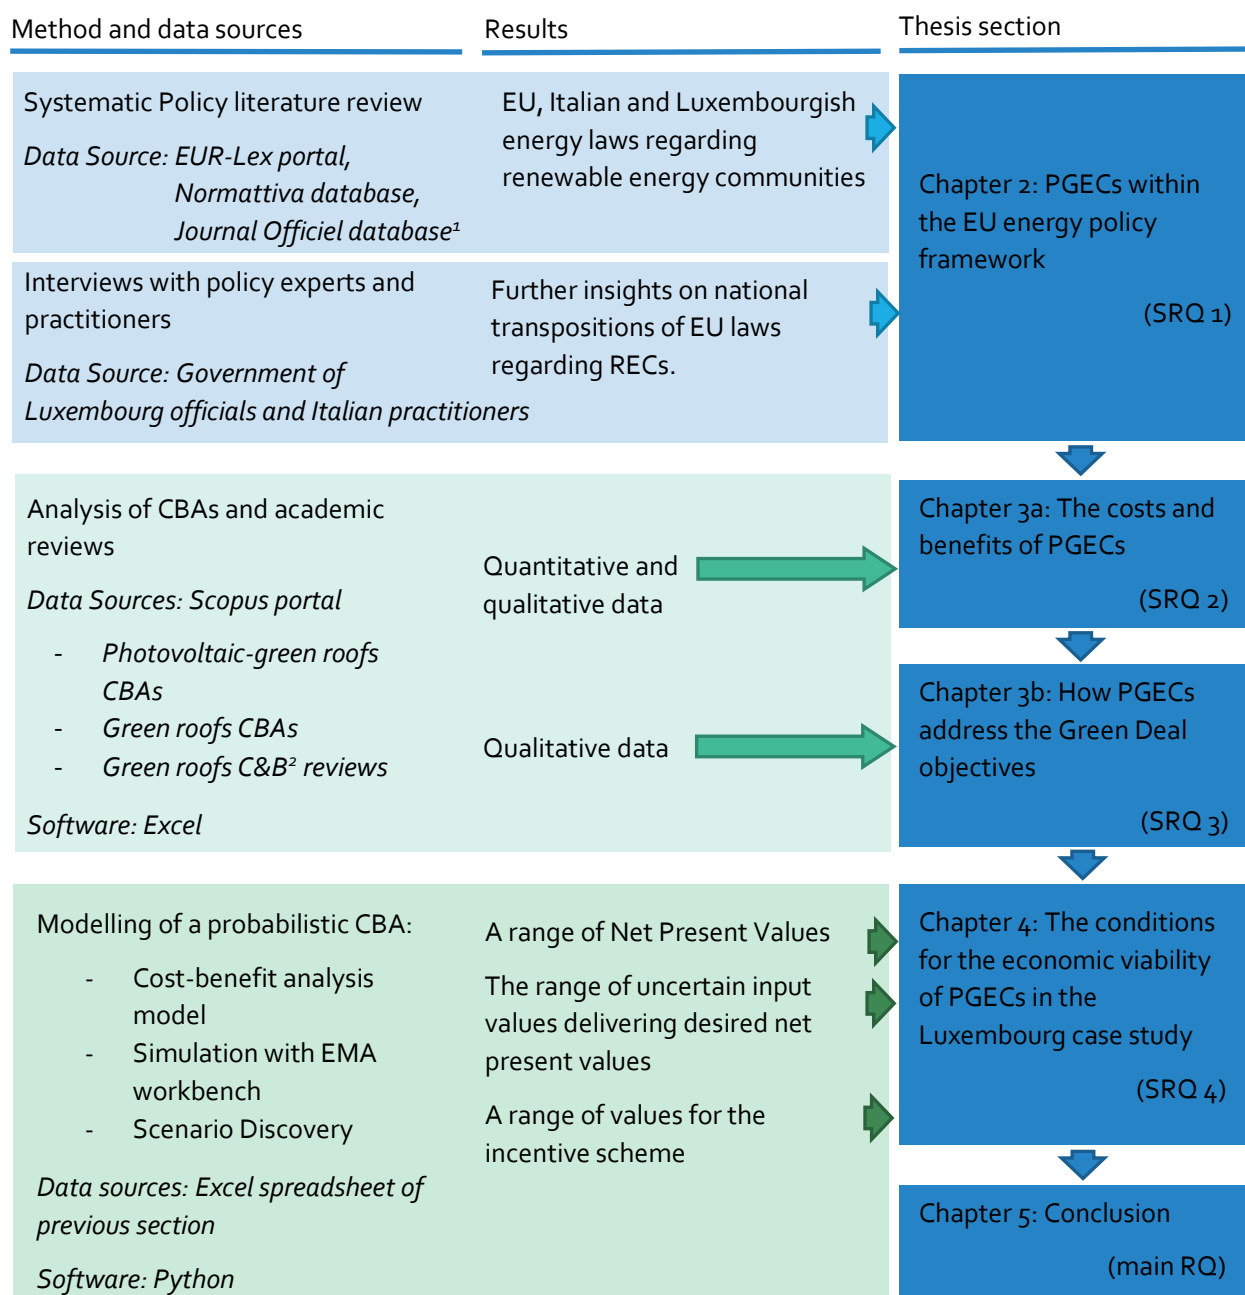 Method and data sources
Results
Thesis section
Systematic Policy literature review
Data Source: EUR-Lex portal,
Normattiva database,
Journal Officiel database¹
EU, Italian and Luxembourgish
energy laws regarding
renewable energy communities
Interviews with policy experts and
practitioners
Data Source: Government of
Luxembourg officials and Italian practitioners
Further insights on national
transpositions of EU laws
regarding RECs.
Chapter 2: PGECs within
the EU energy policy
framework
(SRQ 1)
Analysis of CBAs and academic
reviews
Data Sources: Scopus portal
- Photovoltaic-green roofs
CBAs
- Green roofs CBAs
- Green roofs C&B² reviews
Software: Excel
Quantitative and
qualitative data
Qualitative data
Chapter 3a: The costs and
benefits of PGECs
(SRQ 2)
Chapter 3b: How PGECs
address the Green Deal
objectives
(SRQ 3)
Modelling of a probabilistic CBA:
- Cost-benefit analysis
model
- Simulation with EMA
workbench
- Scenario Discovery
Data sources: Excel spreadsheet of
previous section
Software: Python
A range of Net Present Values
The range of uncertain input
values delivering desired net
present values
A range of values for the
incentive scheme
Chapter 4: The conditions
for the economic viability
of PGECs in the
Luxembourg case study
(SRQ 4)
Chapter 5: Conclusion
(main RQ)